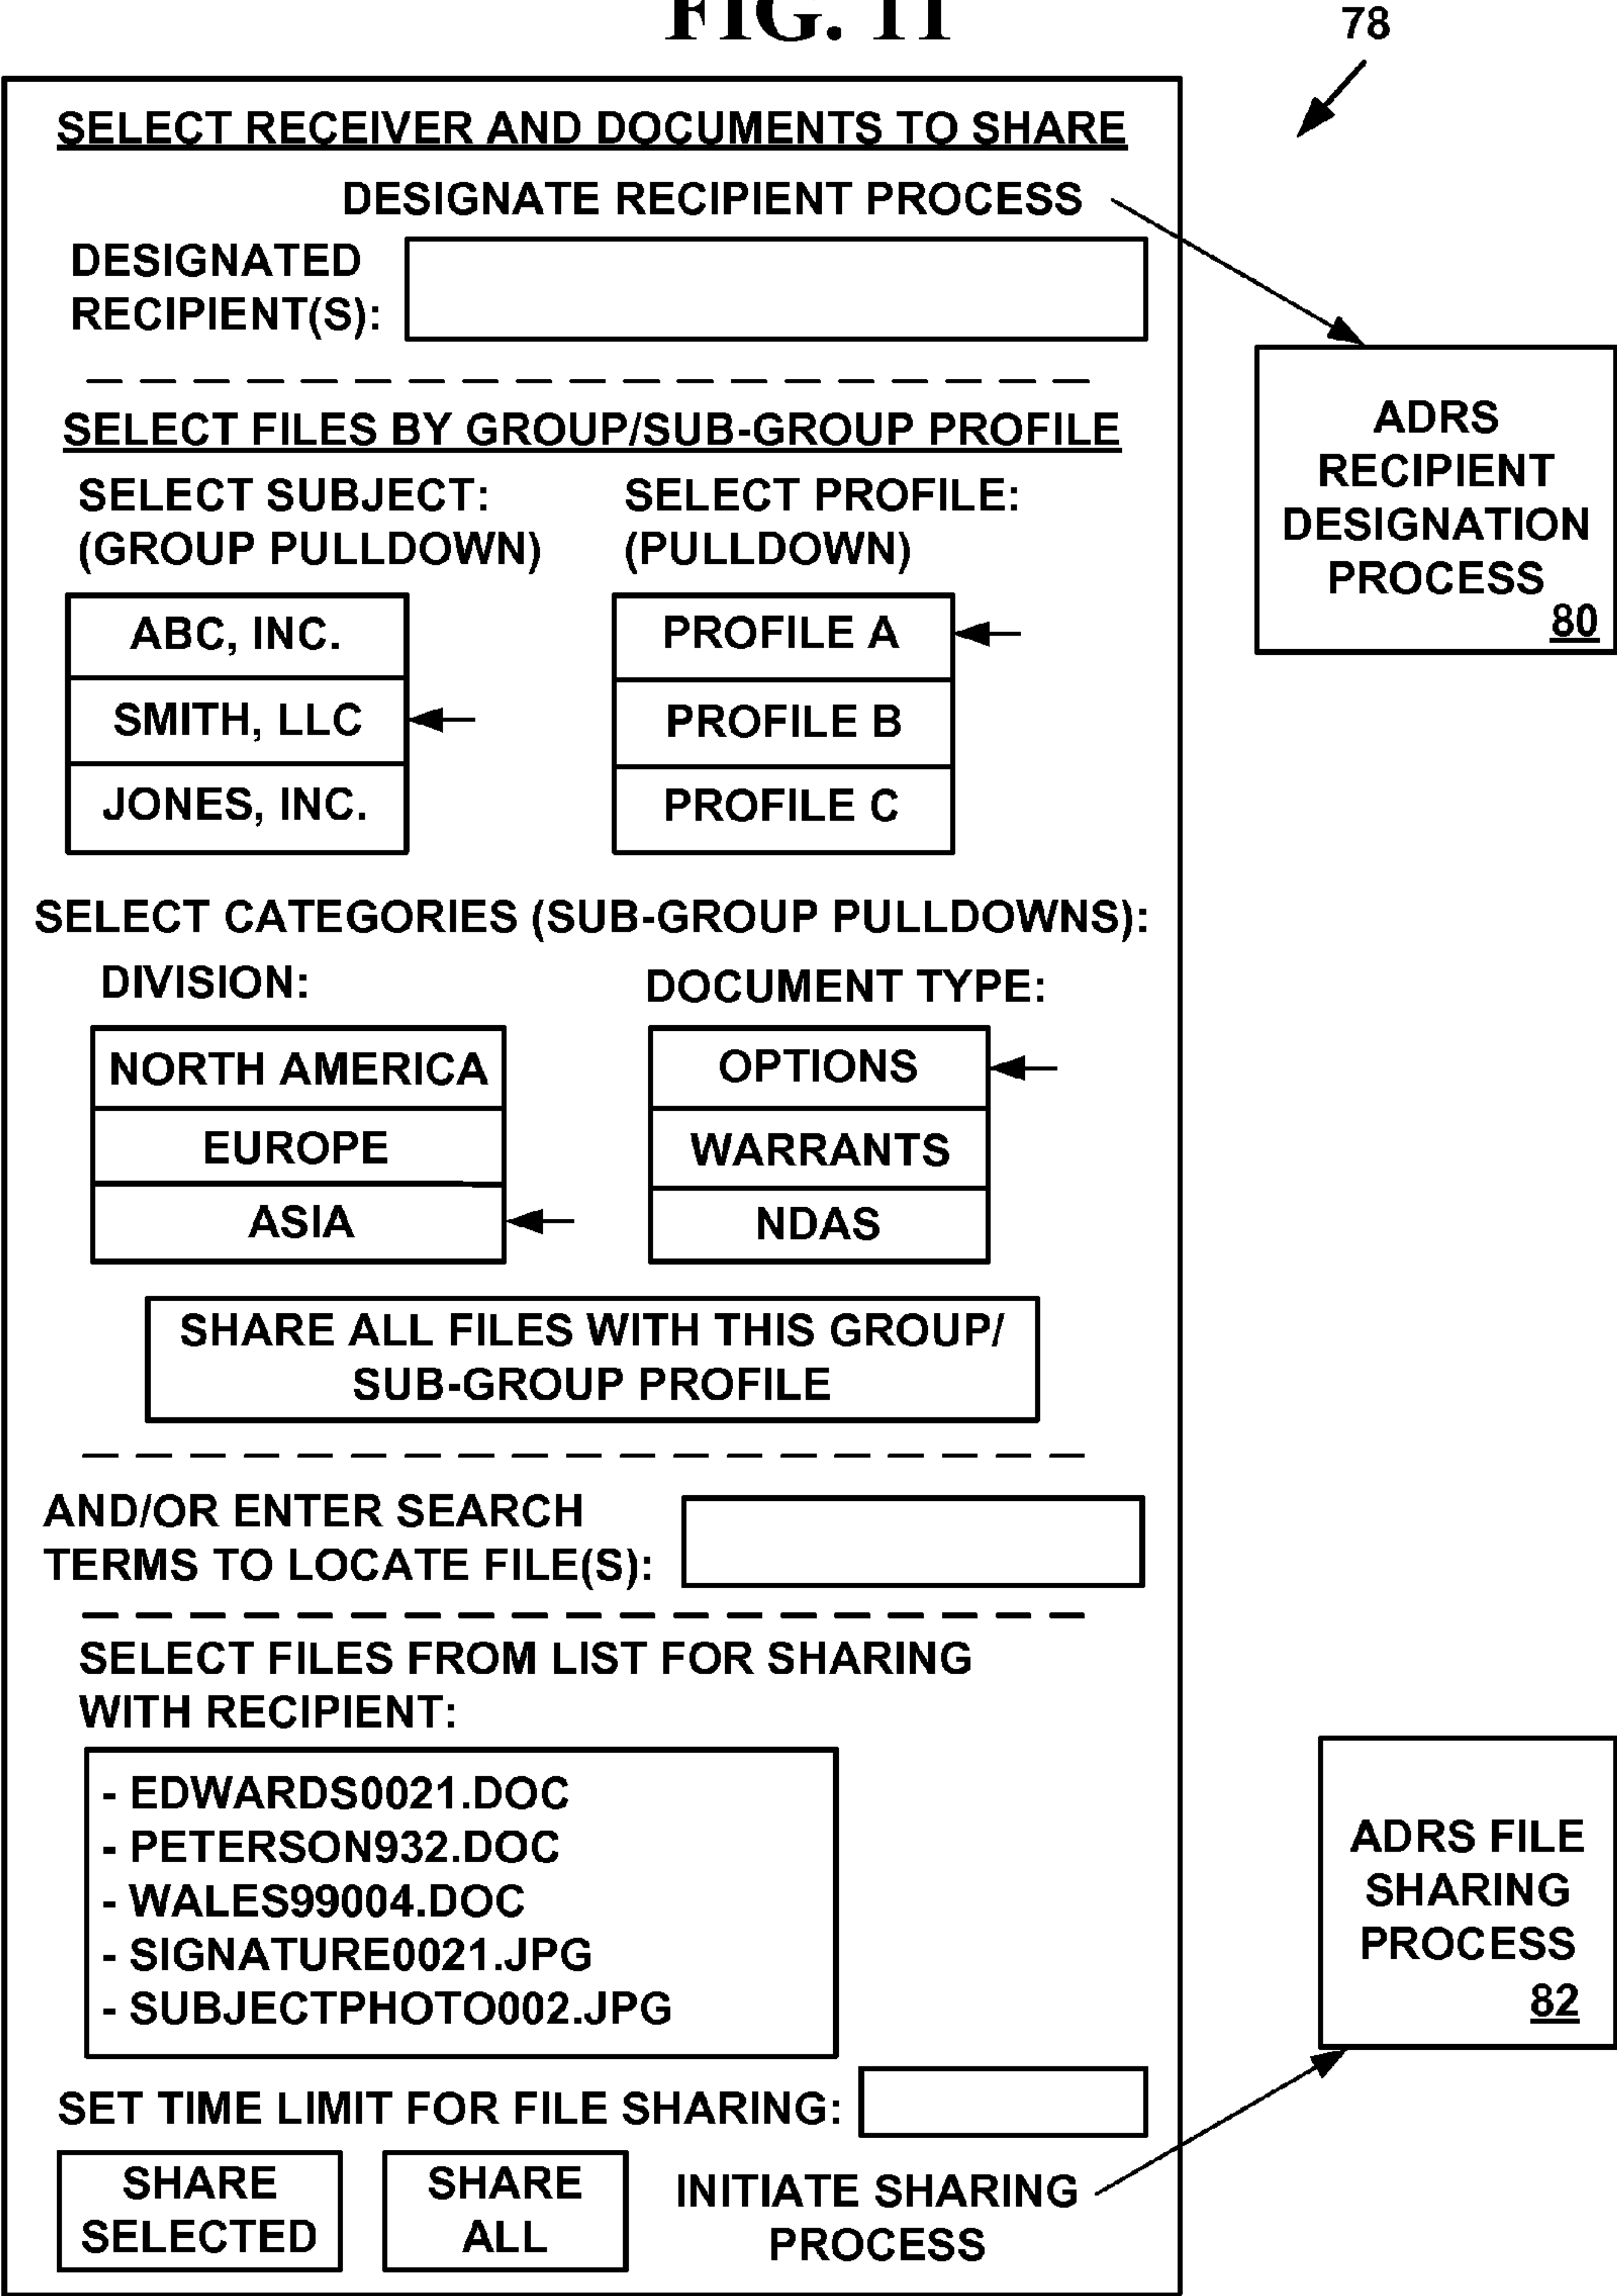 FIG. 11
78
SELECT RECEIVER AND DOCUMENTS TO SHARE
DESIGNATE RECIPIENT PROCESS
DESIGNATED
RECIPIENT(S):
ADRS
RECIPIENT
DESIGNATION
PROCESS
80
SELECT FILES BY GROUP/SUB-GROUP PROFILE
SELECT SUBJECT:
(GROUP PULLDOWN)
ABC, INC.
SMITH, LLC
JONES, INC.
SELECT PROFILE:
(PULLDOWN)
PROFILE A
PROFILE B
PROFILE C
SELECT CATEGORIES (SUB-GROUP PULLDOWNS):
DIVISION:
NORTH AMERICA
EUROPE
ASIA
DOCUMENT TYPE:
OPTIONS
WARRANTS
NDAS
SHARE ALL FILES WITH THIS GROUP/
SUB-GROUP PROFILE
AND/OR ENTER SEARCH
TERMS TO LOCATE FILE(S):
SELECT FILES FROM LIST FOR SHARING
WITH RECIPIENT:
- EDWARDS0021.DOC
- PETERSON932.DOC
- WALES99004.DOC
- SIGNATURE0021.JPG
- SUBJECTPHOTO002.JPG
ADRS FILE
SHARING
PROCESS
82
SET TIME LIMIT FOR FILE SHARING:
SHARE
SELECTED
SHARE
ALL
INITIATE SHARING
PROCESS